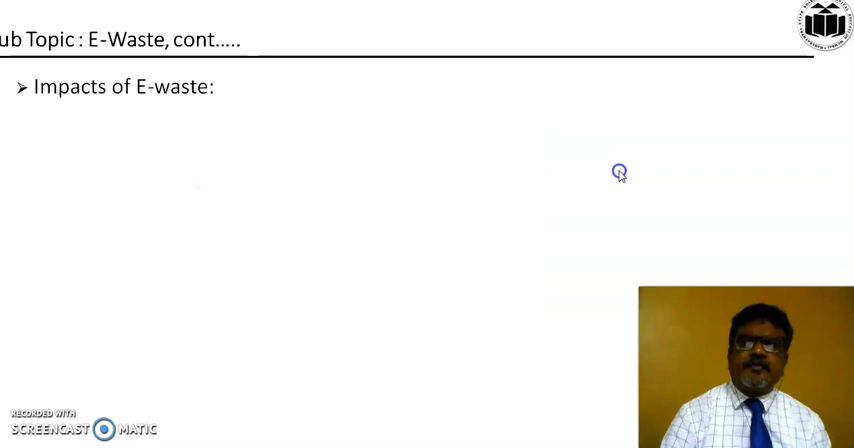 ub Topic : E-Waste, cont.....
➢ Impacts of E-waste:
RECORDED WITH
SCREENCAST MATIC